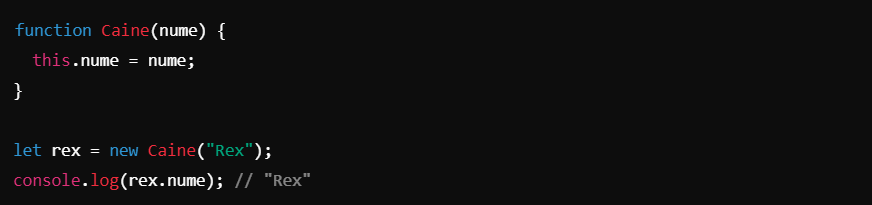 function Caine(nume) {
  this.nume = nume;
}

let rex = new Caine("Rex");
console.log(rex.nume); // "Rex"